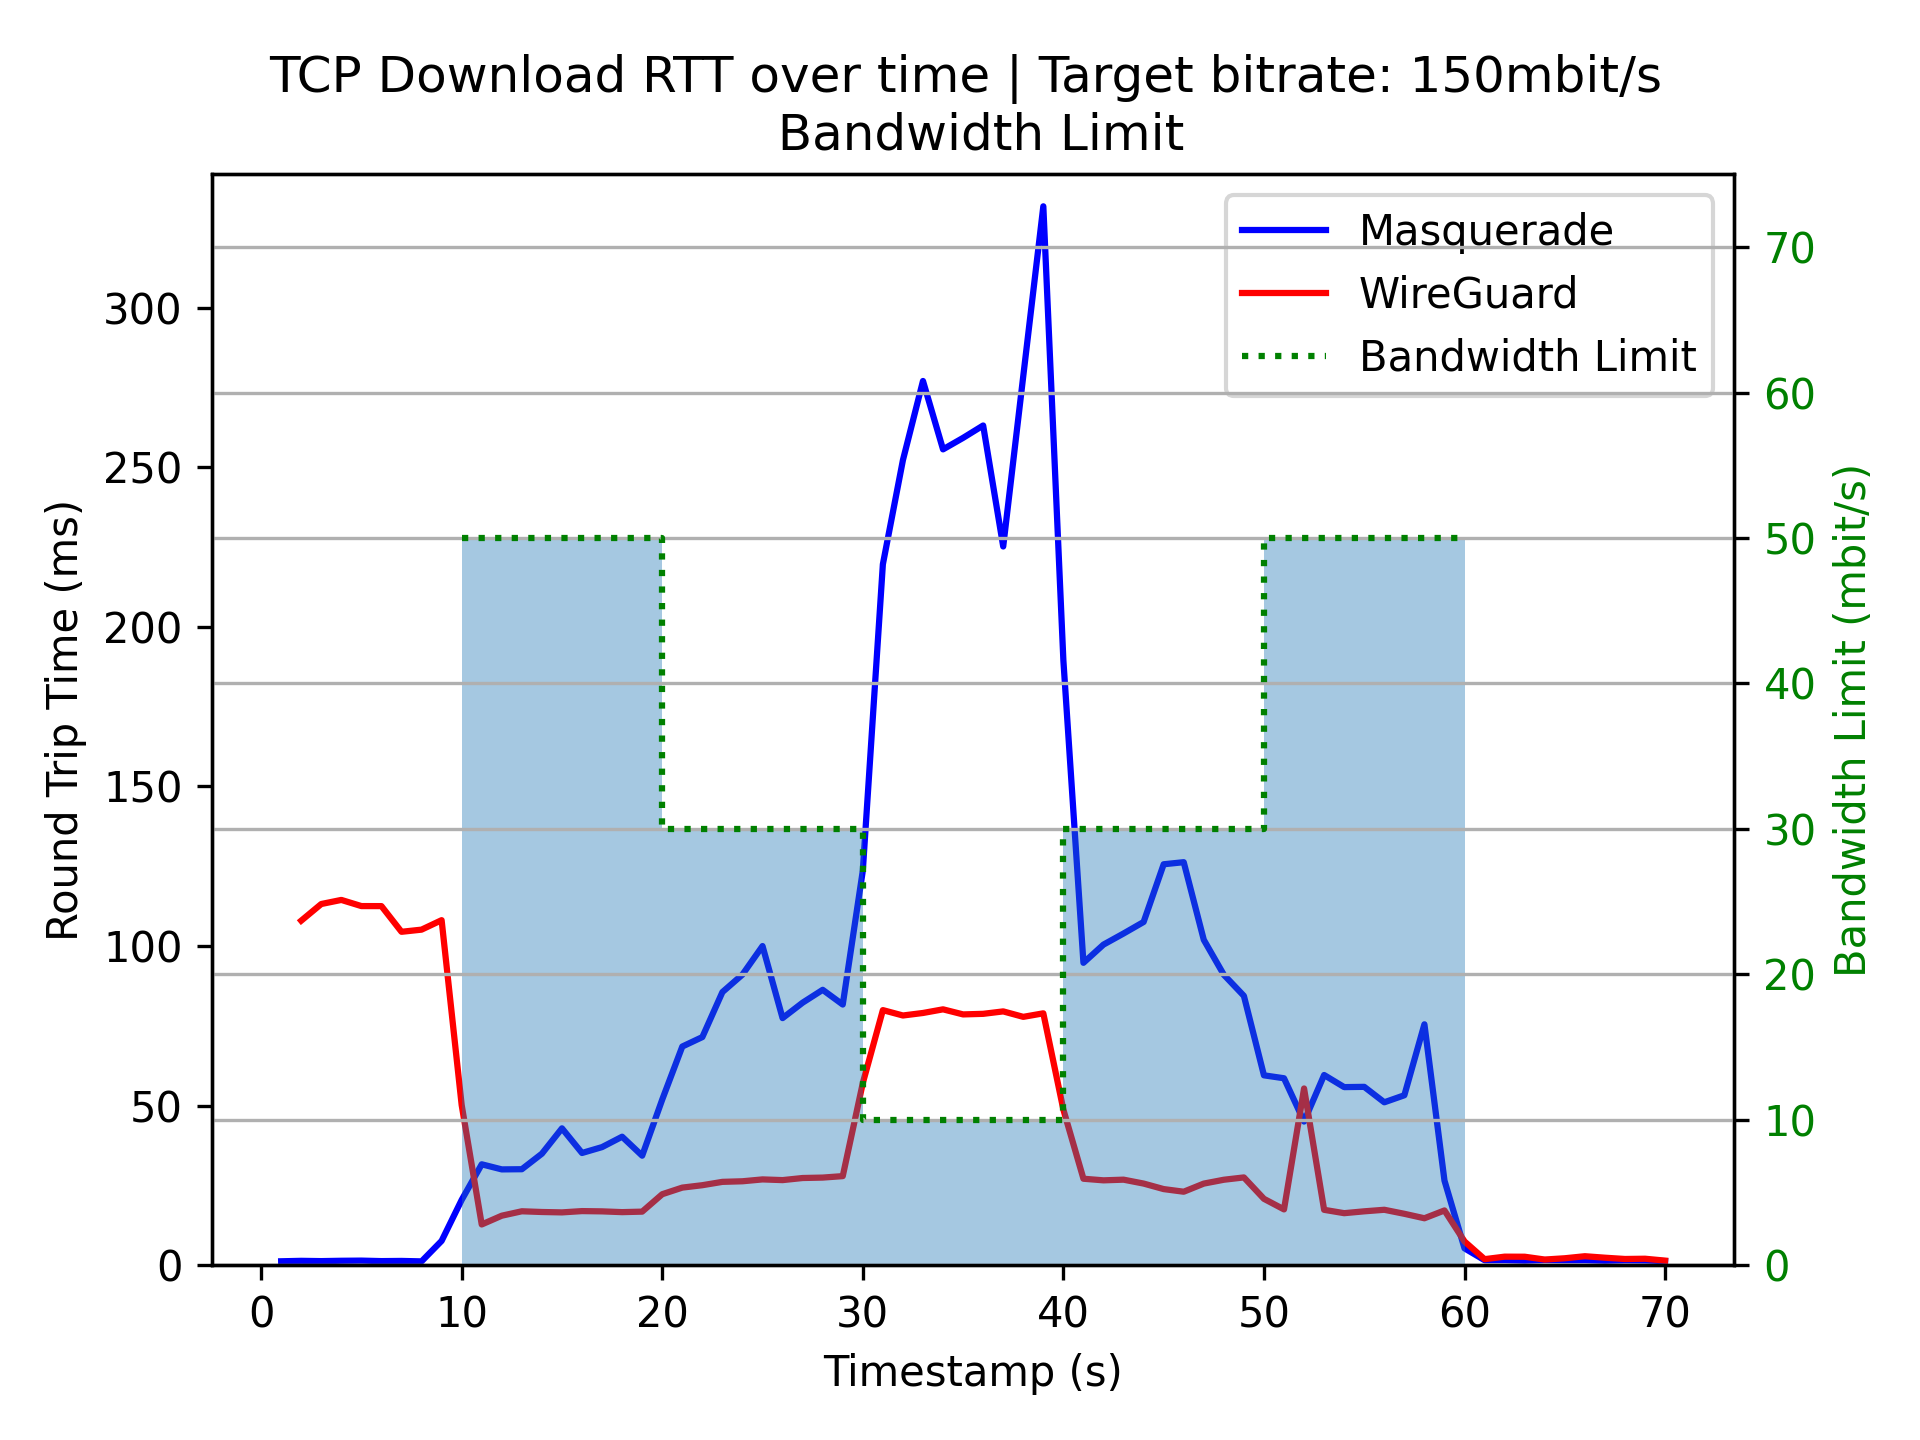 TCP Download RTT over time | Target bitrate: 150mbit/s
Bandwidth Limit
Masquerade
WireGuard
Bandwidth Limit
Round Trip Time (ms)
300
250
200
150
100
50
0
70
60
50
40
30
20
10
0
Bandwidth Limit (mbit/s)
0 10 20 30 40 50 60 70
Timestamp (s)